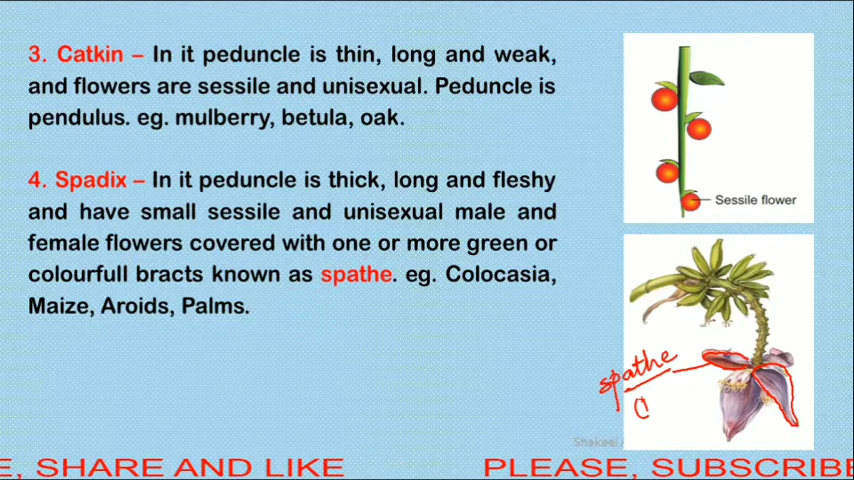 3. Catkin – In it peduncle is thin, long and weak,
and flowers are sessile and unisexual. Peduncle is
pendulus. eg. mulberry, betula, oak.
4. Spadix – In it peduncle is thick, long and fleshy
and have small sessile and unisexual male and
female flowers covered with one or more green or
colourfull bracts known as spathe. eg. Colocasia,
Maize, Aroids, Palms.
Sessile flower
spathe
(
Shakeel
E, SHARE AND LIKE PLEASE, SUBSCRIBE